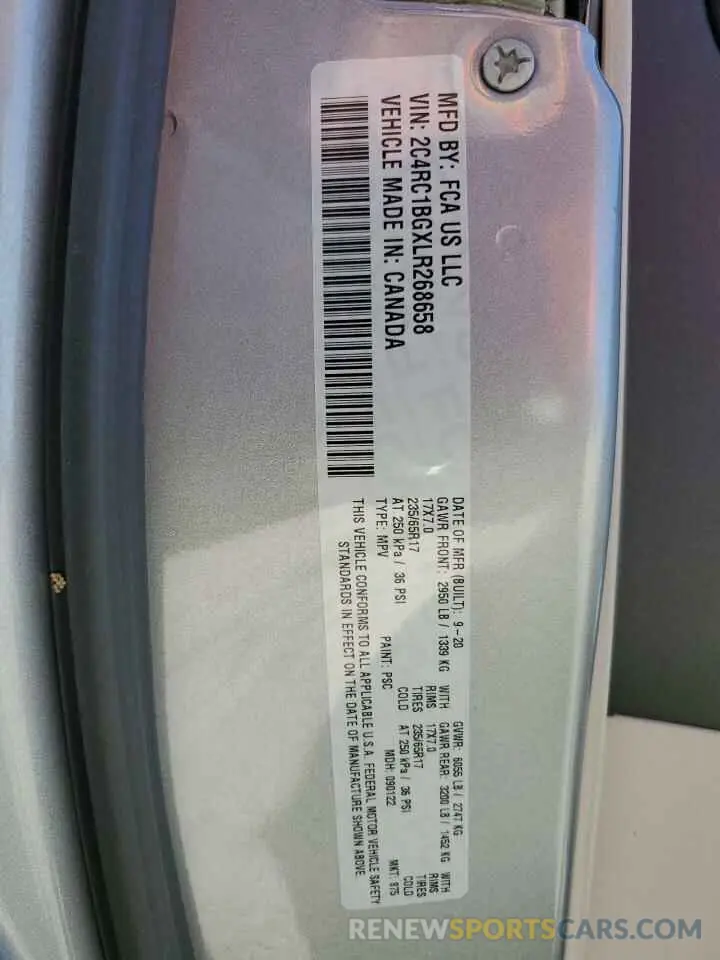 MFD BY: FCA US LLC
VIN: 2C4RC1BGXLR268658
VEHICLE MADE IN: CANADA
DATE OF MFR (BUILT): 9-20 GVWR: 6055 LB / 2747 KG
GAWR FRONT: 2950 LB / 1339 KG WITH GAWR REAR: 3200 LB / 1452 KG WITH
17X7.0 RIMS 17X7.0 RIMS
235/65R17 TIRES 235/65R17 TIRES
AT 250 kPa / 36 PSI COLD AT 250 kPa / 36 PSI COLD
TYPE: MPV PAINT: PSC MDH: 090122 MKT: 975
THIS VEHICLE CONFORMS TO ALL APPLICABLE U.S.A. FEDERAL MOTOR VEHICLE SAFETY
STANDARDS IN EFFECT ON THE DATE OF MANUFACTURE SHOWN ABOVE.
RENEWSPORTSCARS.COM/RU